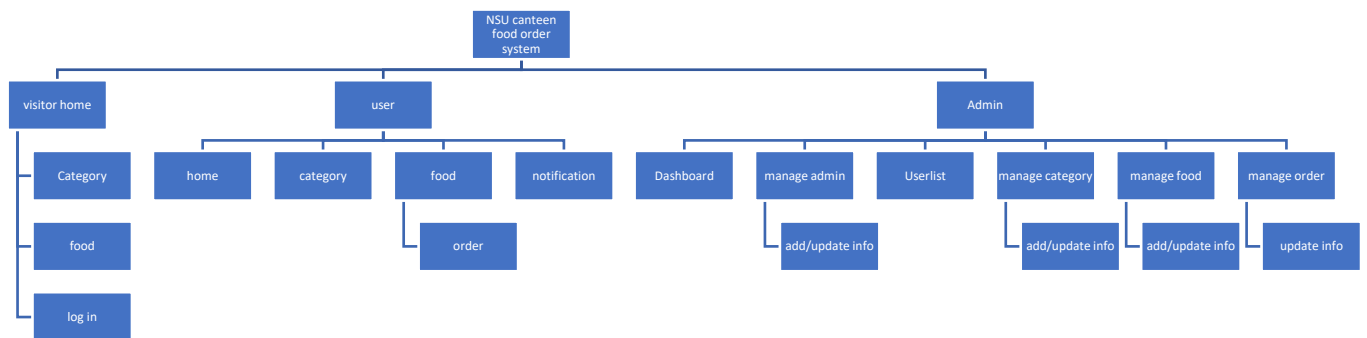 NSU canteen
food order
system
visitor home
user
Admin
Category
home
category
food
notification
Dashboard
manage admin
Userlist
manage category
manage food
manage order
food
order
add/update info
add/update info
add/update info
update info
log in